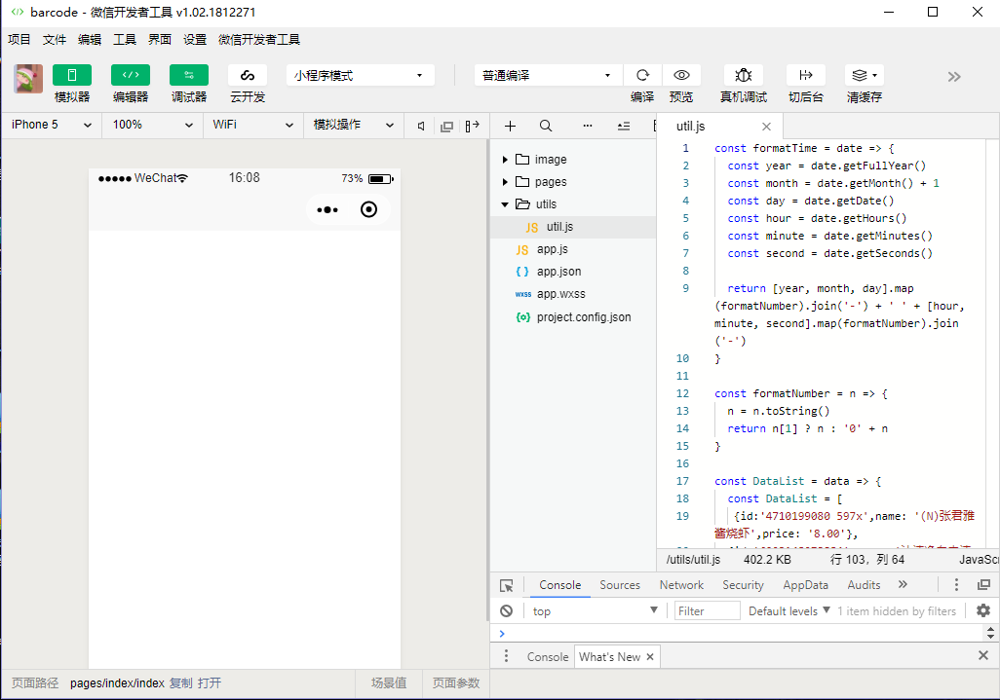 barcode - 微信开发者工具 v1.02.1812271
项目 文件 编辑 工具 界面 设置 微信开发者工具
小程序模式 普通编译
模拟器 编辑器 调试器 云开发 编译 预览 真机调试 切后台 清缓存
iPhone 5 100% WiFi 模拟操作
util.js
WeChat 16:08 73%
image
pages
utils
JS util.js
JS app.js
{ } app.json
wxss app.wxss
{o} project.config.json
1 const formatTime = date => {
2 const year = date.getFullYear()
3 const month = date.getMonth() + 1
4 const day = date.getDate()
5 const hour = date.getHours()
6 const minute = date.getMinutes()
7 const second = date.getSeconds()
8
9 return [year, month, day].map
(formatNumber).join('-') + ' ' + [hour,
minute, second].map(formatNumber).join
('-')
10 }
11
12 const formatNumber = n => {
13 n = n.toString()
14 return n[1] ? n : '0' + n
15 }
16
17 const DataList = data => {
18 const DataList = [
19 {id:'4710199080 597x',name: '(N)张君雅
酱烧虾',price: '8.00'},
/utils/util.js 402.2 KB 行 103，列 64 JavaScr
Console Sources Network Security AppData Audits
top Filter Default levels 1 item hidden by filters
Console What's New
页面路径 pages/index/index 复制 打开 场景值 页面参数